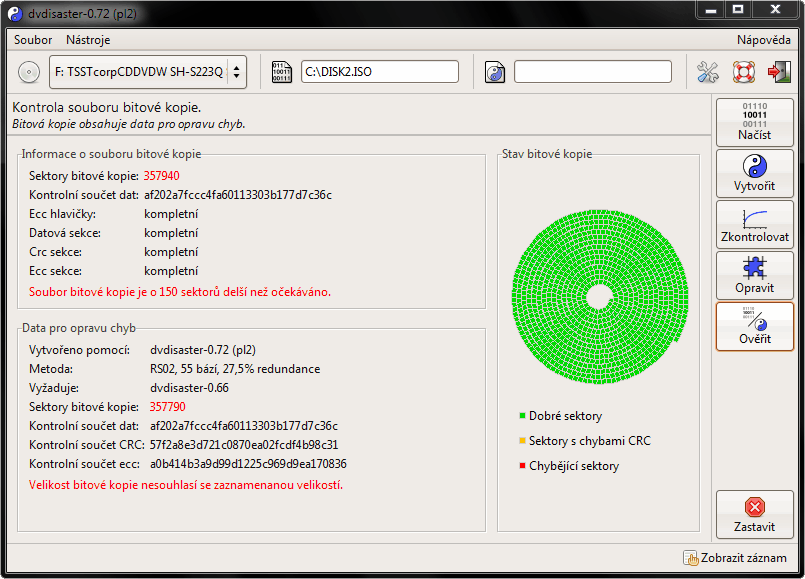 dvdisaster-0.72 (pl2)
Soubor Nástroje Nápověda
F: TSSTcorpCDDVDW SH-S223Q
011
10011
00111
C:\DISK2.ISO
Kontrola souboru bitové kopie.
Bitová kopie obsahuje data pro opravu chyb.
Informace o souboru bitové kopie
Sektory bitové kopie: 357940
Kontrolní součet dat: af202a7fccc4fa60113303b177d7c36c
Ecc hlavičky: kompletní
Datová sekce: kompletní
Crc sekce: kompletní
Ecc sekce: kompletní
Soubor bitové kopie je o 150 sektorů delší než očekáváno.
Data pro opravu chyb
Vytvořeno pomocí: dvdisaster-0.72 (pl2)
Metoda: RS02, 55 bází, 27,5% redundance
Vyžaduje: dvdisaster-0.66
Sektory bitové kopie: 357790
Kontrolní součet dat: af202a7fccc4fa60113303b177d7c36c
Kontrolní součet CRC: 57f2a8e3d721c0870ea02fcdf4b98c31
Kontrolní součet ecc: a0b414b3a9d99d1225c969d9ea170836
Velikost bitové kopie nesouhlasí se zaznamenanou velikostí.
Stav bitové kopie
Dobré sektory
Sektory s chybami CRC
Chybějící sektory
01110
10011
00111
Načíst
Vytvořit
Zkontrolovat
Opravit
Ověřit
Zastavit
Zobrazit záznam